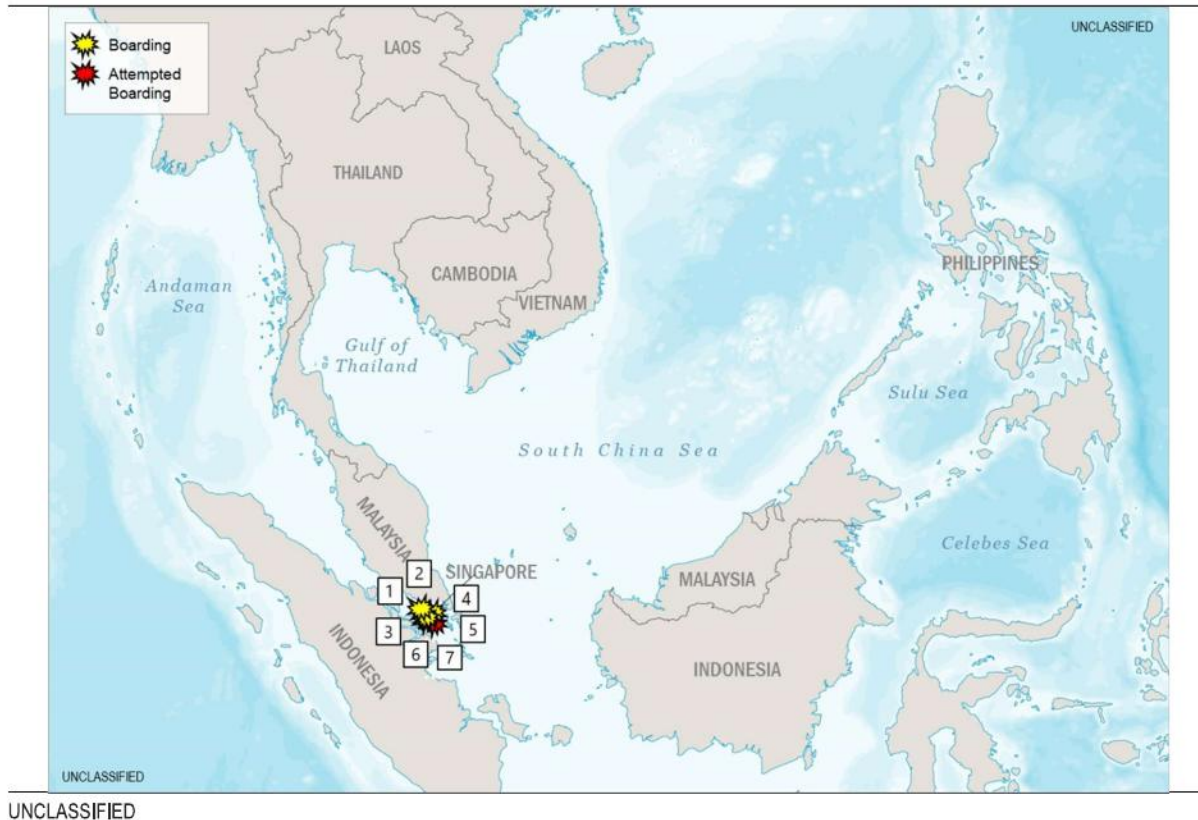 Boarding
Attempted
Boarding
UNCLASSIFIED
LAOS
THAILAND
PHILIPPINES
CAMBODIA
Andaman
Sea
VIETNAM
Gulf of
Thailand
Sulu Sea
South China Sea
MALAYSIA
Celebes Sea
SINGAPORE
MALAYSIA
2
1
4
3
5
6
7
INDONESIA
INDONESIA
UNCLASSIFIED
UNCLASSIFIED